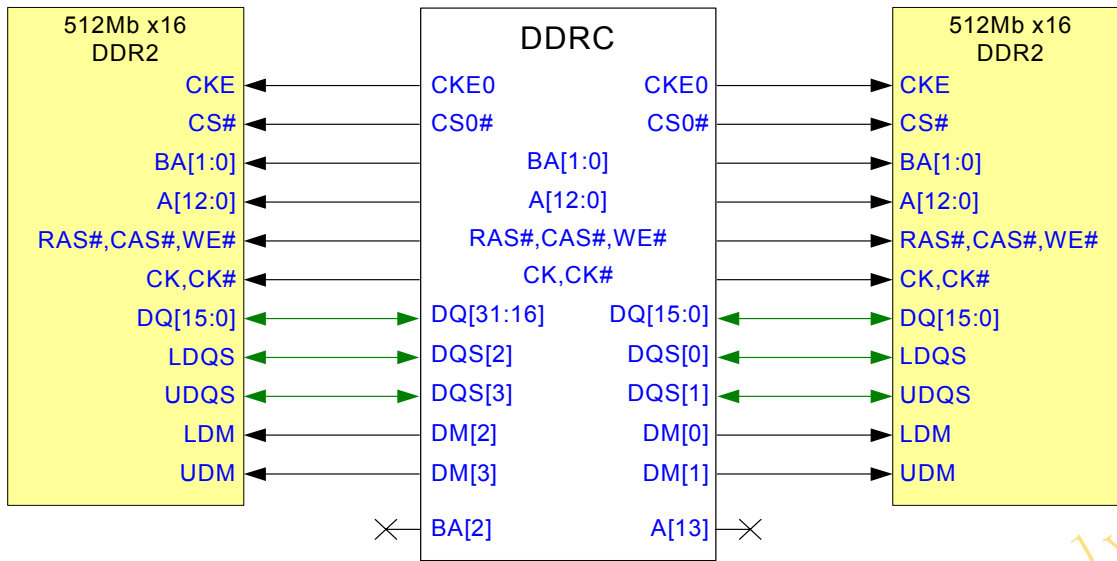 512Mb x16
DDR2
CKE
CS#
BA[1:0]
A[12:0]
RAS#,CAS#,WE#
CK,CK#
DQ[15:0]
LDQS
UDQS
LDM
UDM
DDRC
CKE0 CKE0
CS0# CS0#
BA[1:0]
A[12:0]
RAS#,CAS#,WE#
CK,CK#
DQ[31:16] DQ[15:0]
DQS[2] DQS[0]
DQS[3] DQS[1]
DM[2] DM[0]
DM[3] DM[1]
BA[2] A[13]
512Mb x16
DDR2
CKE
CS#
BA[1:0]
A[12:0]
RAS#,CAS#,WE#
CK,CK#
DQ[15:0]
LDQS
UDQS
LDM
UDM